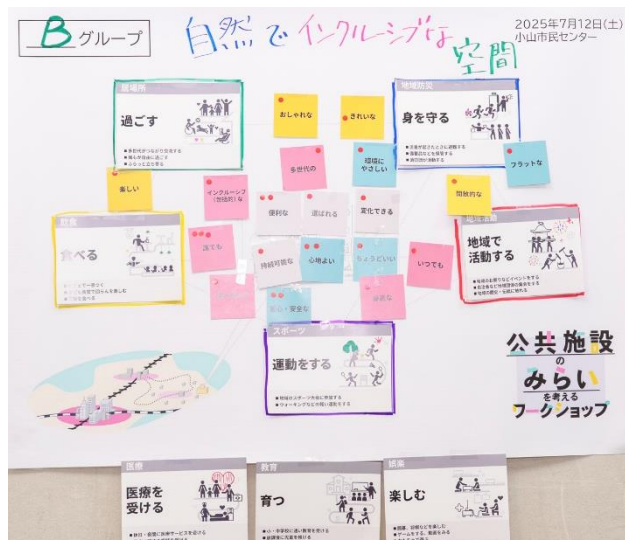 Bグループ
自然でインクルーシブな空間
2025年7月12日(土)
小山市民センター
居場所
過ごす
地域防災
身を守る
おしゃれな
きれいな
多世代の
環境に
やさしい
フラットな
楽しい
インクルーシブ
(包括的)な
開放的な
便利な
選ばれる
変化できる
飲食
食べる
誰でも
持続可能な
心地よい
ちょうどいい
いつでも
地域で
活動する
安心・安全な
スポーツ
運動をする
公共施設
の
みらい
を考える
ワークショップ
医療
医療を
受ける
教育
育つ
娯楽
楽しむ